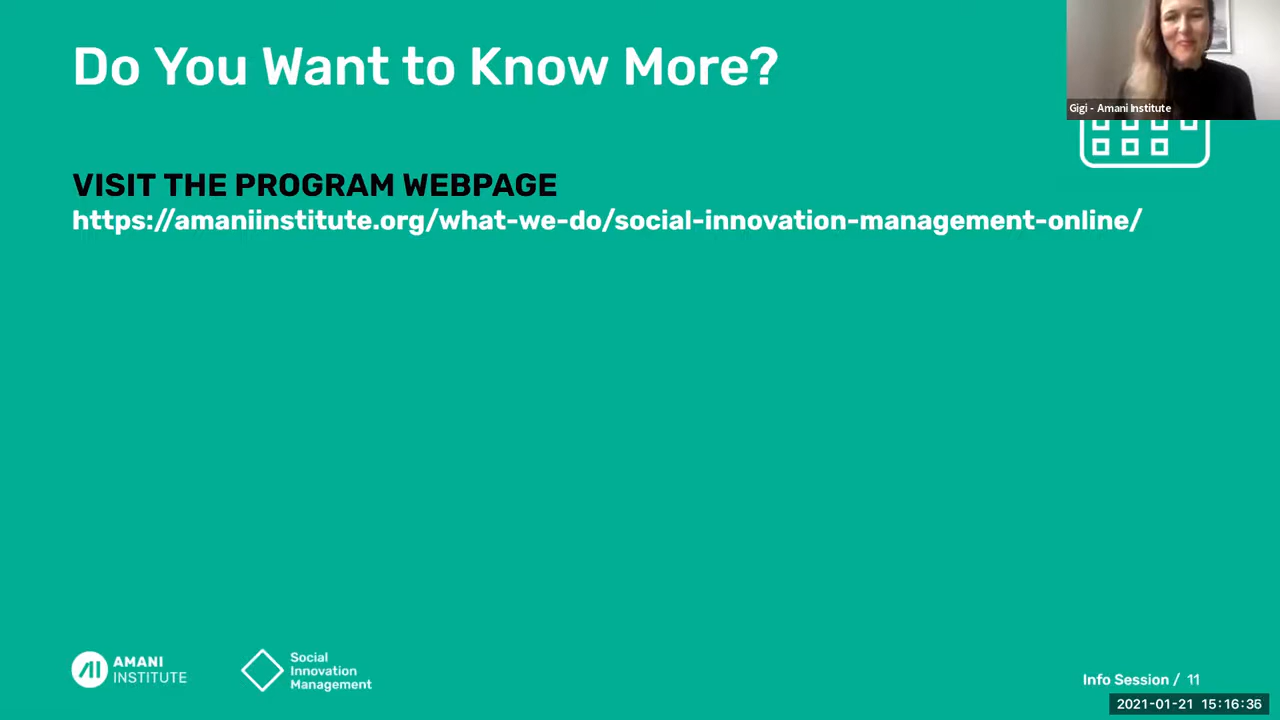 Do You Want to Know More?
Gigi - Amani Institute
VISIT THE PROGRAM WEBPAGE
https://amaniinstitute.org/what-we-do/social-innovation-management-online/
AMANI
INSTITUTE
Social
Innovation
Management
Info Session / 11
2021-01-21 15:16:36